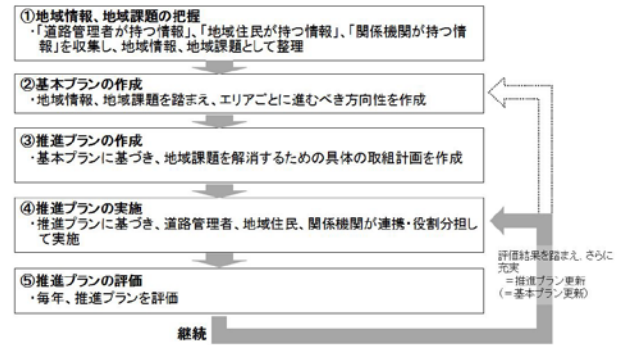 ①地域情報、地域課題の把握
・「道路管理者が持つ情報」、「地域住民が持つ情報」、「関係機関が持つ情
報」を収集し、地域情報、地域課題として整理
②基本プランの作成
・地域情報、地域課題を踏まえ、エリアごとに進むべき方向性を作成
③推進プランの作成
・基本プランに基づき、地域課題を解消するための具体の取組計画を作成
④推進プランの実施
・推進プランに基づき、道路管理者、地域住民、関係機関が連携・役割分担し
て実施
⑤推進プランの評価
・毎年、推進プランを評価
評価結果を踏まえ、さらに
充実
＝推進プラン更新
（＝基本プラン更新）
継続